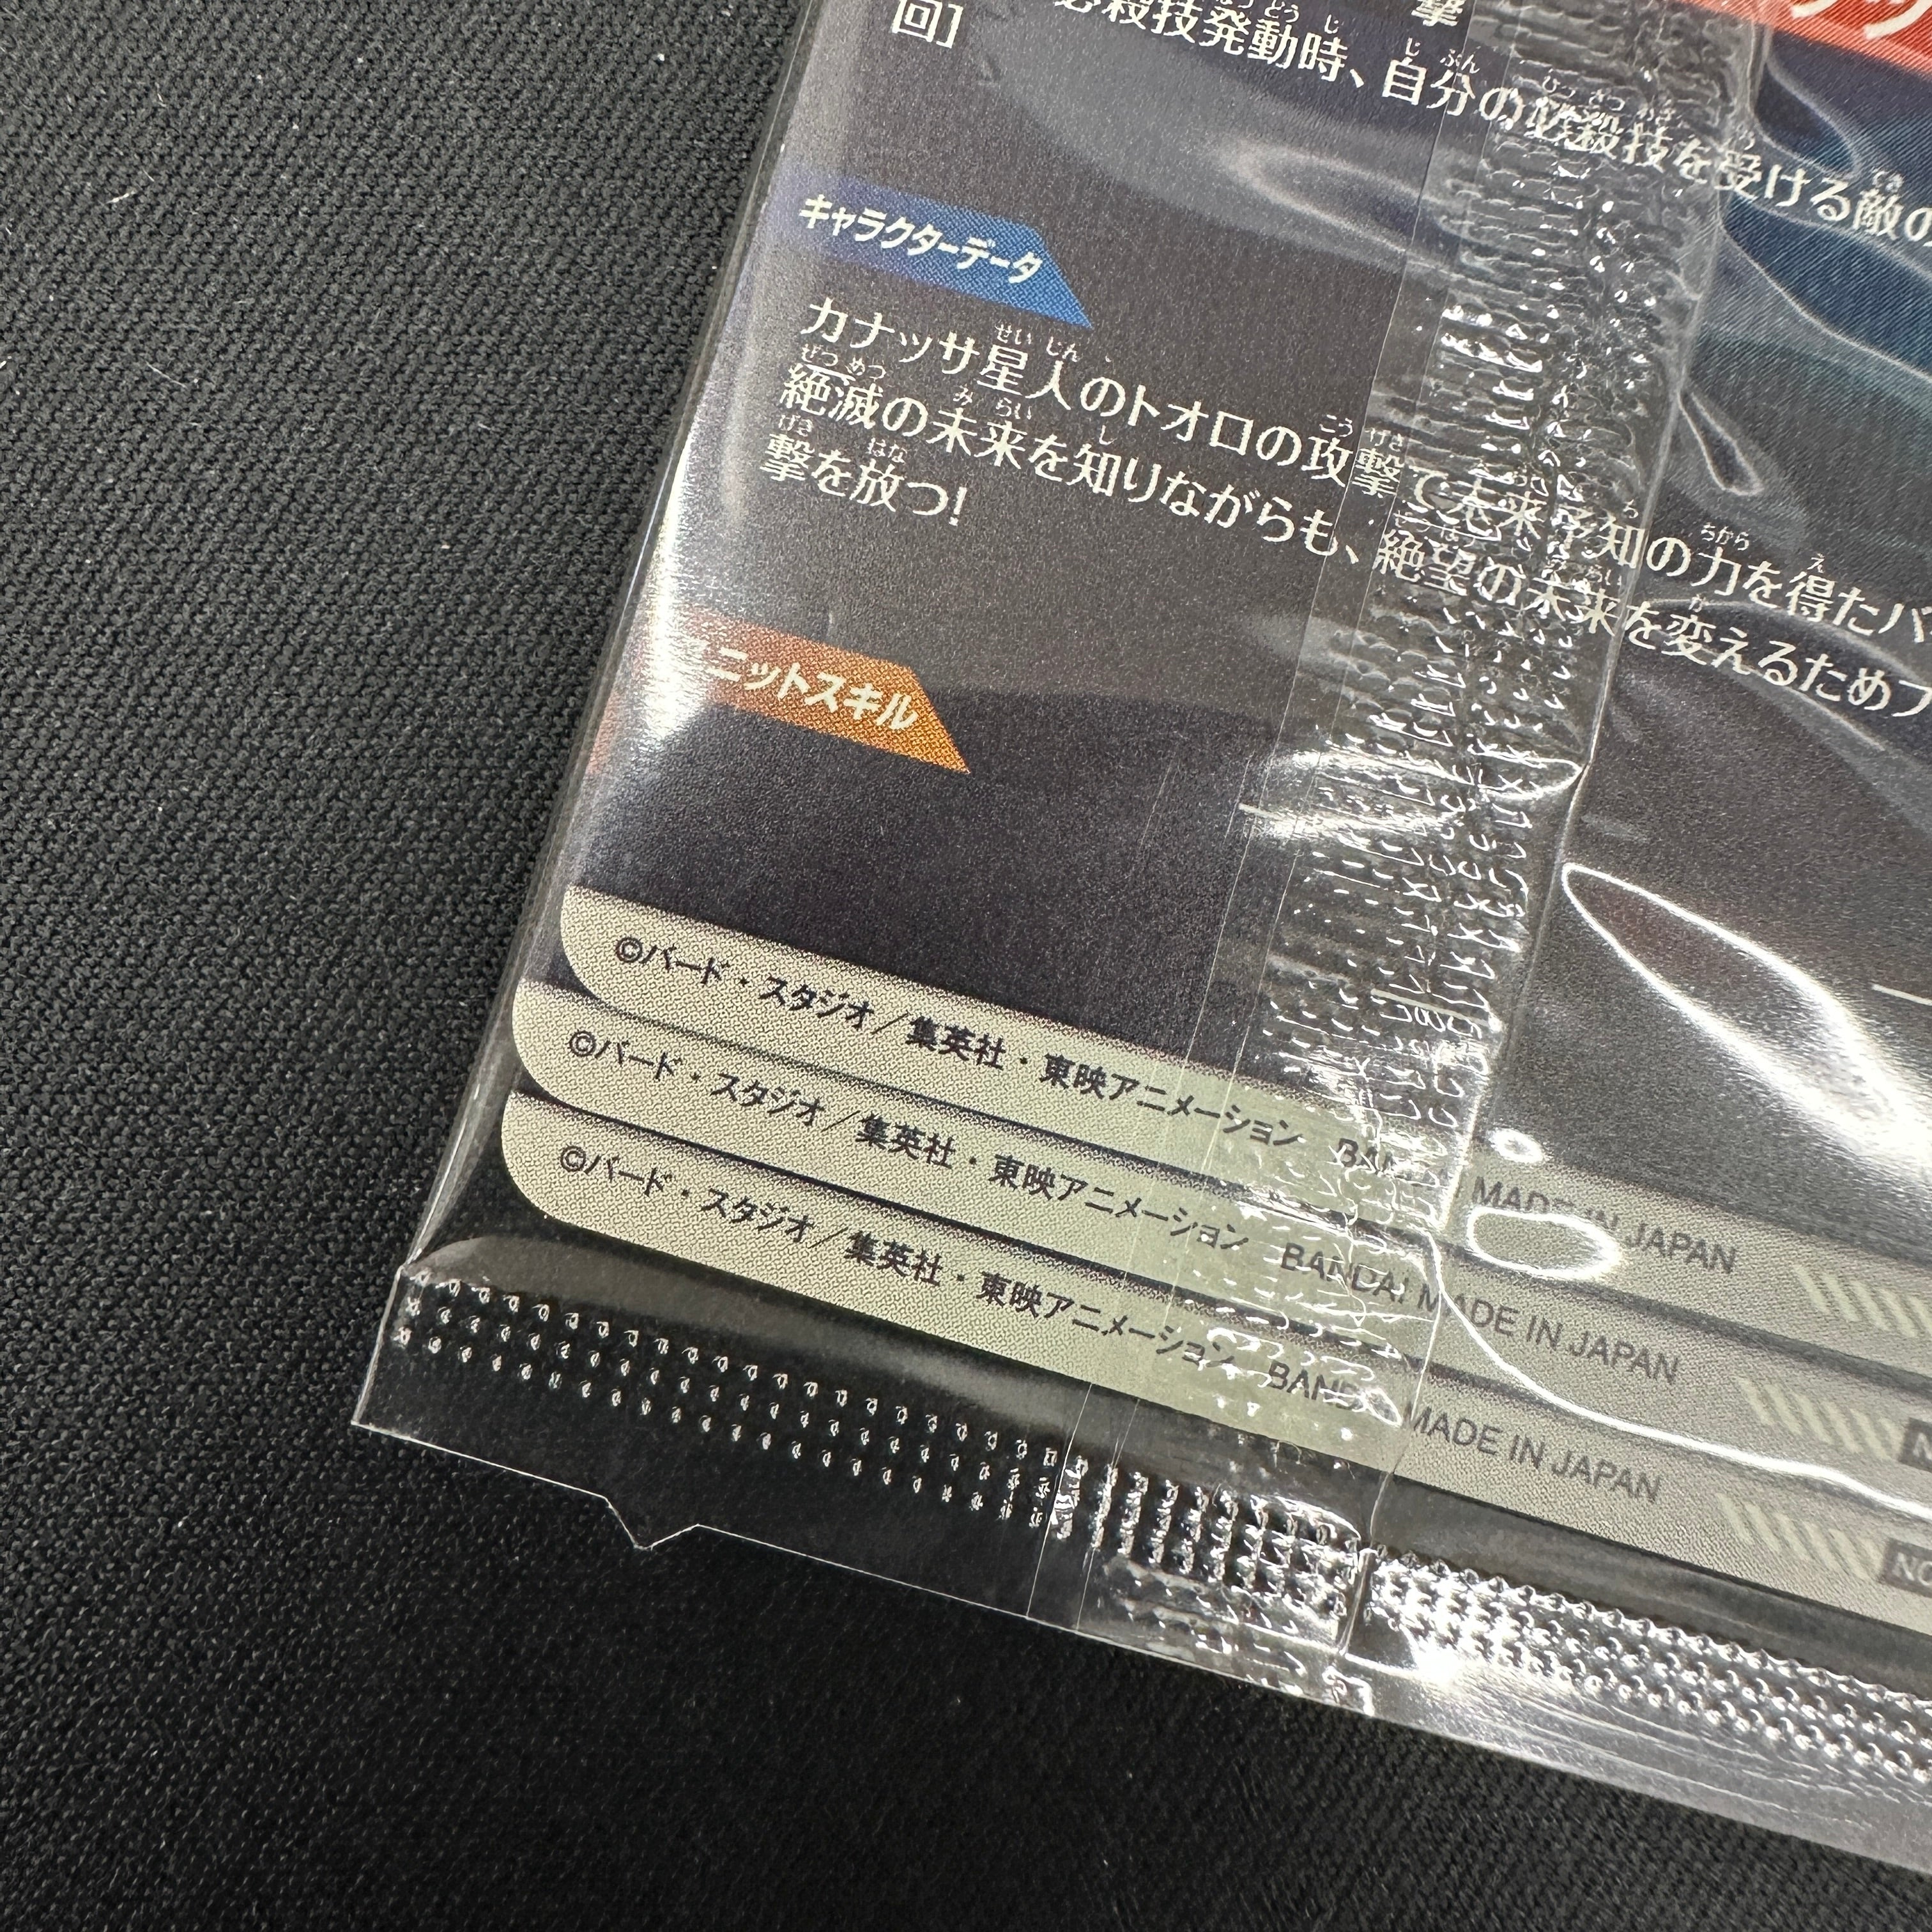 回]
必殺技発動時、自分の必殺技を受ける敵の
キャラクターデータ
カナッサ星人のトオロの攻撃で未来予知の力を得たバ
絶滅の未来を知りながらも、絶望の未来を変えるためフ
撃を放つ!
ユニットスキル
©バード・スタジオ/集英社・東映アニメーション BANDAI MADE IN JAPAN
©バード・スタジオ/集英社・東映アニメーション BANDAI MADE IN JAPAN
©バード・スタジオ/集英社・東映アニメーション BANDAI MADE IN JAPAN